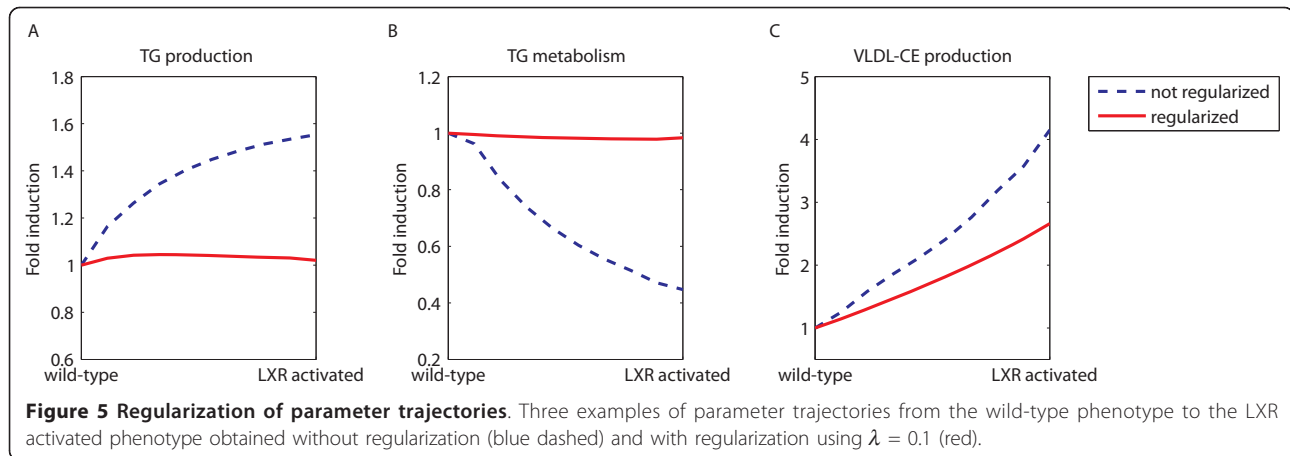 A
TG production
Fold induction
1.8
1.6
1.4
1.2
1
0.8
0.6
wild-type
LXR activated
B
TG metabolism
Fold induction
1.2
1
0.8
0.6
0.4
0.2
wild-type
LXR activated
C
VLDL-CE production
Fold induction
5
4
3
2
1
wild-type
LXR activated
not regularized
regularized
Figure 5 Regularization of parameter trajectories. Three examples of parameter trajectories from the wild-type phenotype to the LXR
activated phenotype obtained without regularization (blue dashed) and with regularization using λ = 0.1 (red).